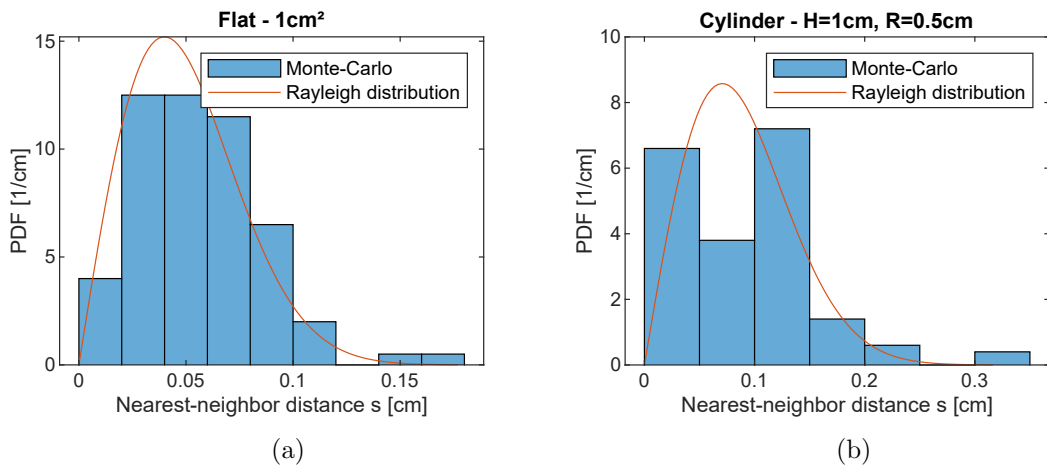 Flat - 1cm²
15
10
5
0
PDF [1/cm]
Monte-Carlo
Rayleigh distribution
0
0.05
0.1
0.15
Nearest-neighbor distance s [cm]
(a)
Cylinder - H=1cm, R=0.5cm
10
8
6
4
2
0
PDF [1/cm]
Monte-Carlo
Rayleigh distribution
0
0.1
0.2
0.3
Nearest-neighbor distance s [cm]
(b)